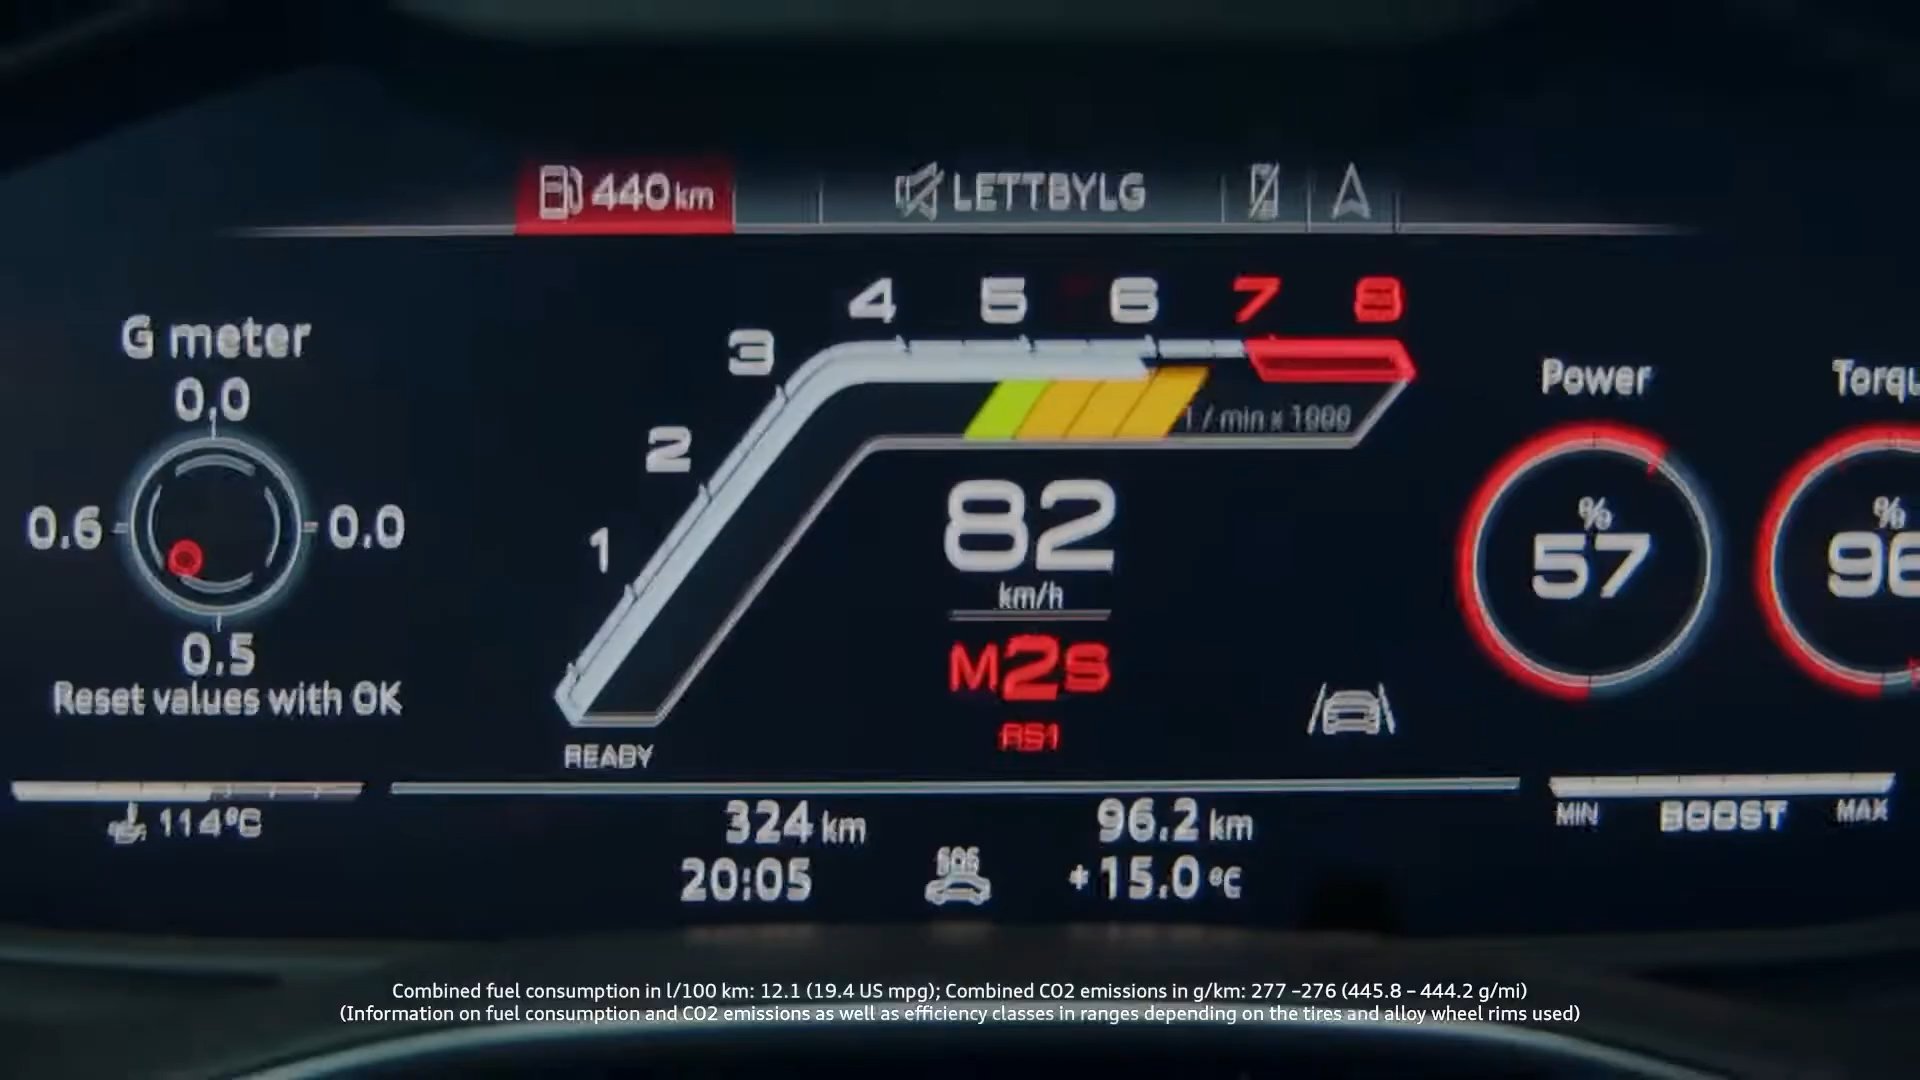 440 km
LETTBYLG
G meter
0.0
0.6
0.0
0.5
Reset values with OK
1
2
3
4
5
6
7
8
1 / min x 1000
82
km/h
M2S
RS1
READY
Power
%
57
Torqu
%
96
114°C
324 km
96.2 km
20:05
SOS
+15.0 °C
MIN BOOST MAX
Combined fuel consumption in l/100 km: 12.1 (19.4 US mpg); Combined CO2 emissions in g/km: 277 –276 (445.8 – 444.2 g/mi)
(Information on fuel consumption and CO2 emissions as well as efficiency classes in ranges depending on the tires and alloy wheel rims used)